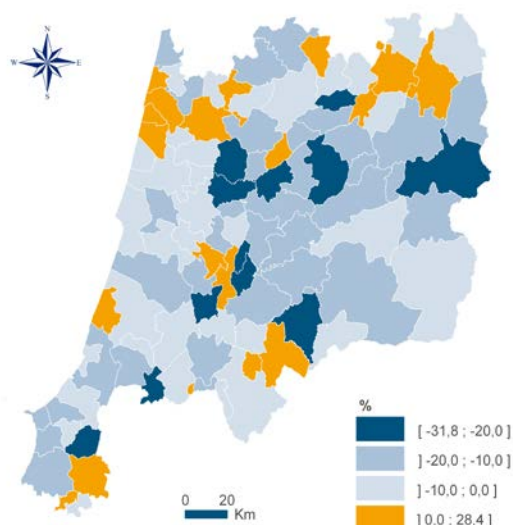 N
W E
S
%
[ -31,8 ; -20,0 ]
] -20,0 ; -10,0 ]
] -10,0 ; 0,0 ]
] 0,0 ; 28,4 ]
0 20
Km